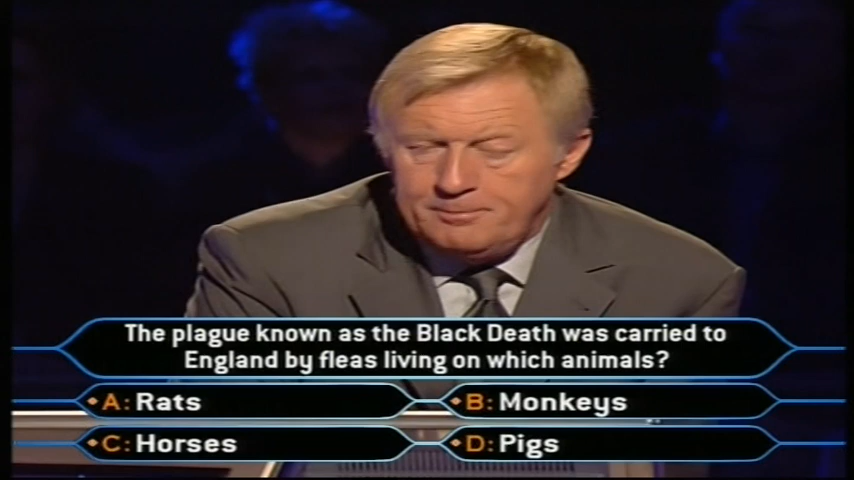 The plague known as the Black Death was carried to
England by fleas living on which animals?
A: Rats
B: Monkeys
C: Horses
D: Pigs